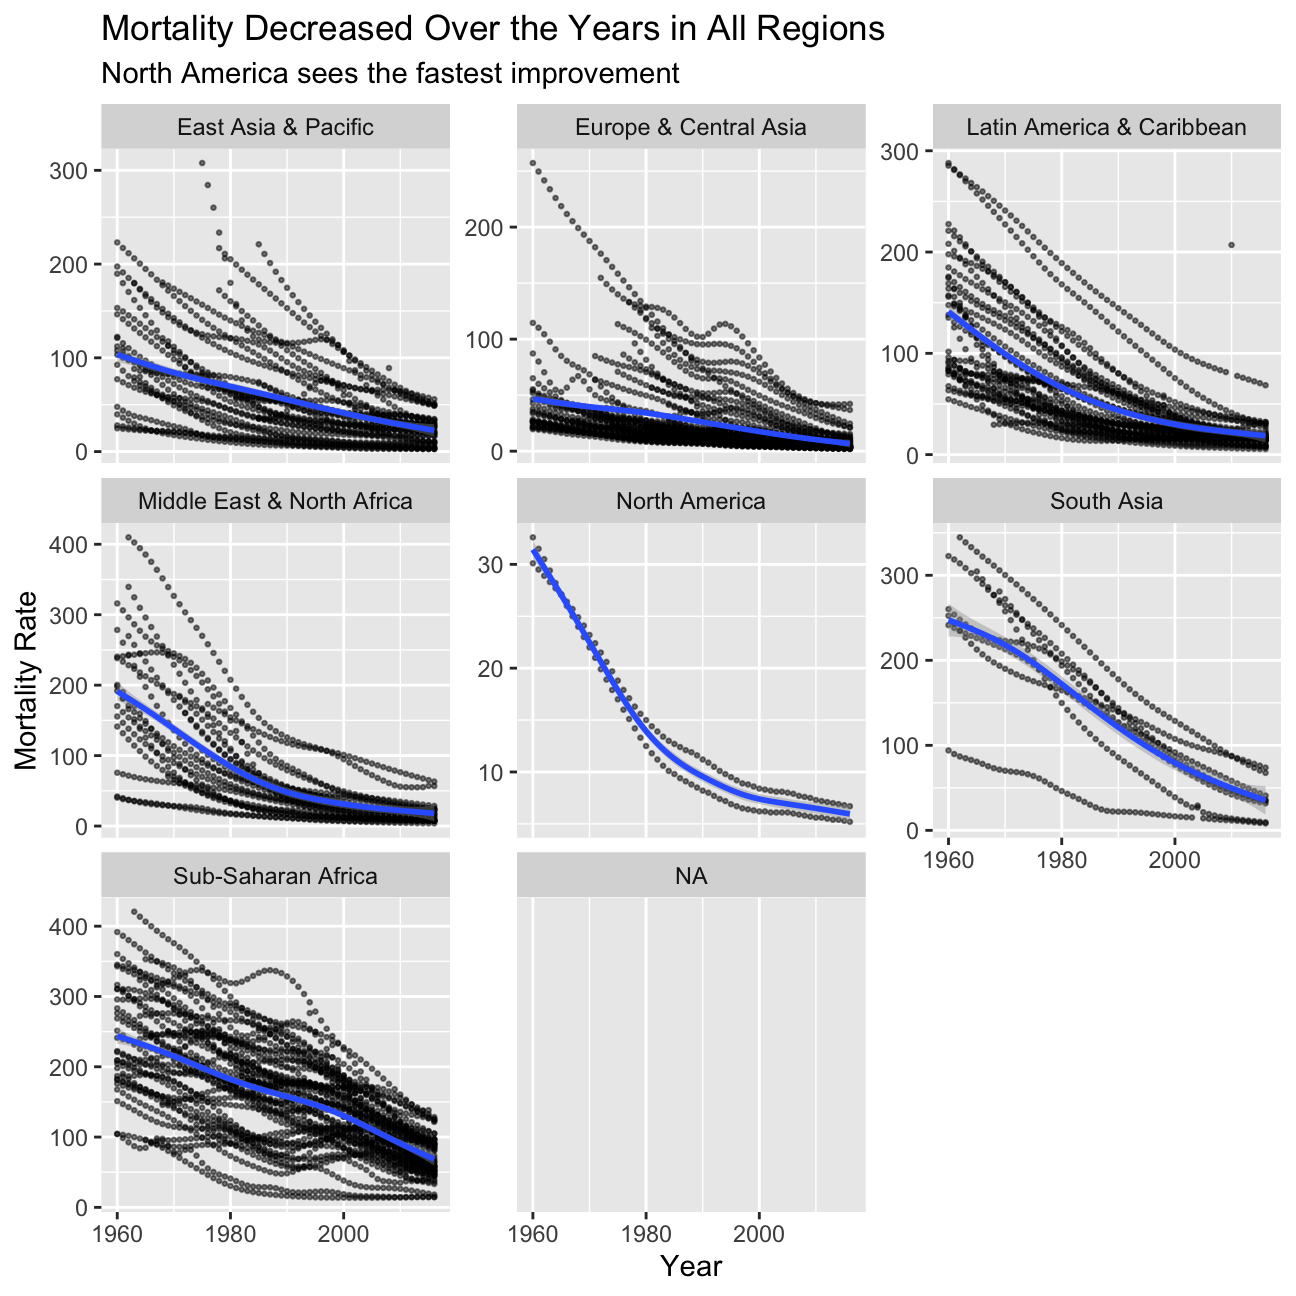 Mortality Decreased Over the Years in All Regions
North America sees the fastest improvement
East Asia & Pacific
Europe & Central Asia
Latin America & Caribbean
300
200
100
0
200
100
0
300
200
100
0
Middle East & North Africa
North America
South Asia
400
300
200
100
0
30
20
10
300
200
100
0
1960 1980 2000
Sub-Saharan Africa
NA
400
300
200
100
0
1960 1980 2000
1960 1980 2000
Mortality Rate
Year